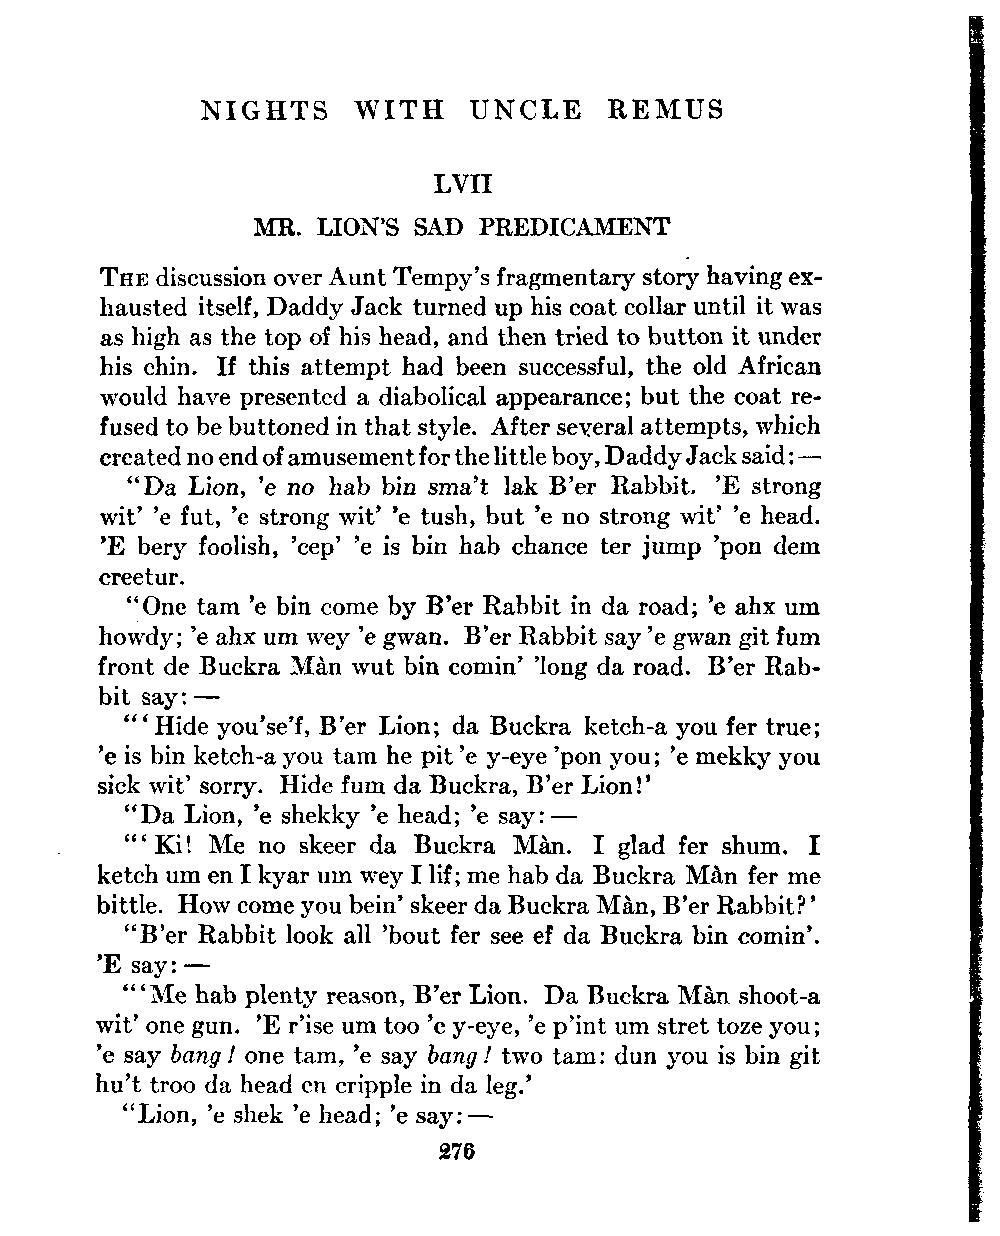 NIGHTS WITH UNCLE REMUS
LVII
MR. LION'S SAD PREDICAMENT
THE discussion over Aunt Tempy's fragmentary story having ex-
hausted itself, Daddy Jack turned up his coat collar until it was
as high as the top of his head, and then tried to button it under
his chin. If this attempt had been successful, the old African
would have presented a diabolical appearance; but the coat re-
fused to be buttoned in that style. After several attempts, which
created no end of amusement for the little boy, Daddy Jack said: —
"Da Lion, 'e no hab bin sma't lak B'er Rabbit. 'E strong
wit' 'e fut, 'e strong wit' 'e tush, but 'e no strong wit' 'e head.
'E bery foolish, 'cep' 'e is bin hab chance ter jump 'pon dem
creetur.
"One tam 'e bin come by B'er Rabbit in da road; 'e ahx um
howdy; 'e ahx um wey 'e gwan. B'er Rabbit say 'e gwan git fum
front de Buckra Màn wut bin comin' 'long da road. B'er Rab-
bit say: —
"'Hide you'se'f, B'er Lion; da Buckra ketch-a you fer true;
'e is bin ketch-a you tam he pit 'e y-eye 'pon you; 'e mekky you
sick wit' sorry. Hide fum da Buckra, B'er Lion!'
"Da Lion, 'e shekky 'e head; 'e say: —
"'Ki! Me no skeer da Buckra Màn. I glad fer shum. I
ketch um en I kyar um wey I lif; me hab da Buckra Màn fer me
bittle. How come you bein' skeer da Buckra Màn, B'er Rabbit?'
"B'er Rabbit look all 'bout fer see ef da Buckra bin comin'.
'E say: —
"'Me hab plenty reason, B'er Lion. Da Buckra Màn shoot-a
wit' one gun. 'E r'ise um too 'e y-eye, 'e p'int um stret toze you;
'e say bang! one tam, 'e say bang! two tam: dun you is bin git
hu't troo da head en cripple in da leg.'
"Lion, 'e shek 'e head; 'e say: —
276